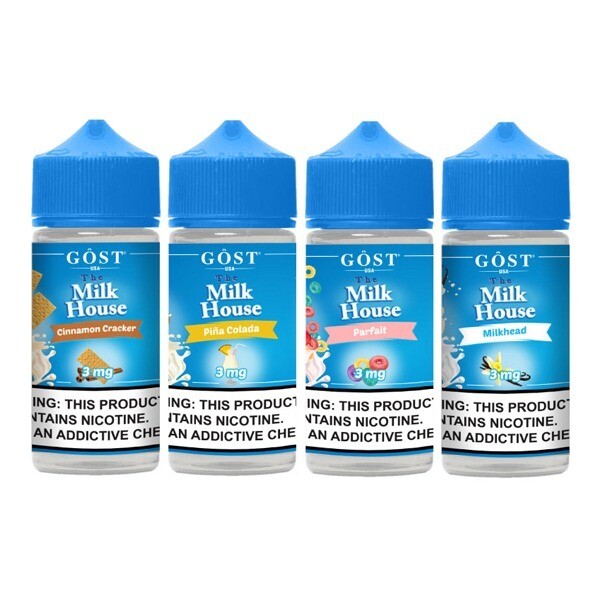 GÔST®
USA
The
Milk
House
Cinnamon Cracker
3 mg
ING: THIS PRODUCT
NTAINS NICOTINE.
AN ADDICTIVE CHE
GÔST®
USA
The
Milk
House
Piña Colada
3 mg
ING: THIS PRODUCT
NTAINS NICOTINE.
AN ADDICTIVE CHE
GÔST®
USA
The
Milk
House
Parfait
3 mg
ING: THIS PRODUCT
NTAINS NICOTINE.
AN ADDICTIVE CHE
GÔST®
USA
The
Milk
House
Milkhead
3 mg
ING: THIS PRODUCT
NTAINS NICOTINE.
AN ADDICTIVE CHE